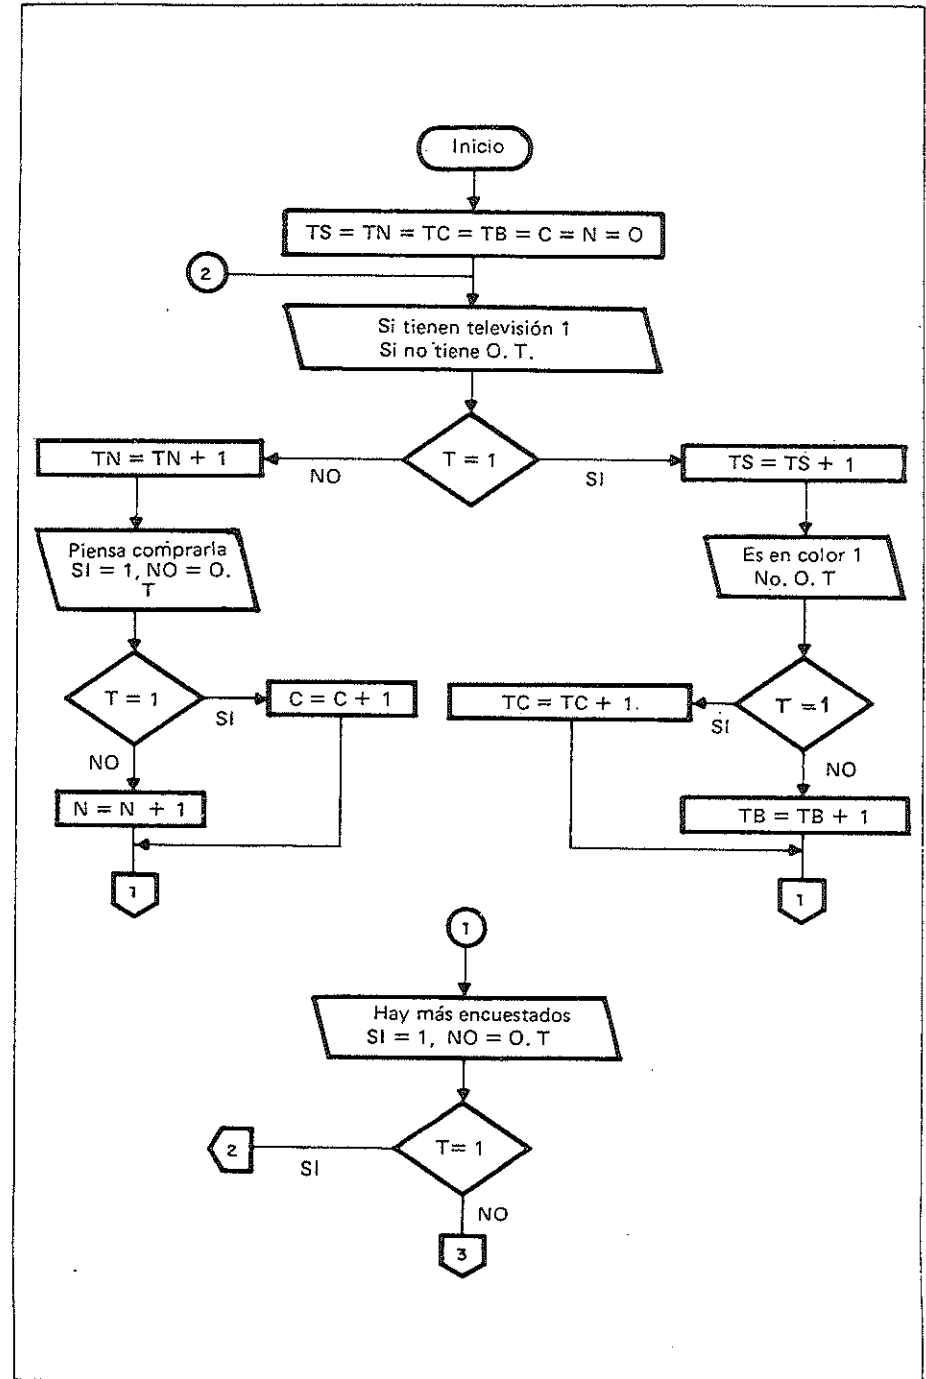 Inicio
TS = TN = TC = TB = C = N = O
2
Si tienen televisión 1
Si no tiene O. T.
T = 1
NO
SI
TN = TN + 1
TS = TS + 1
Piensa comprarla
SI = 1, NO = O.
T
Es en color 1
No. O. T
T = 1
SI
C = C + 1
TC = TC + 1.
SI
T = 1
NO
NO
N = N + 1
TB = TB + 1
1
1
1
Hay más encuestados
SI = 1, NO = O. T
T = 1
2
SI
NO
3